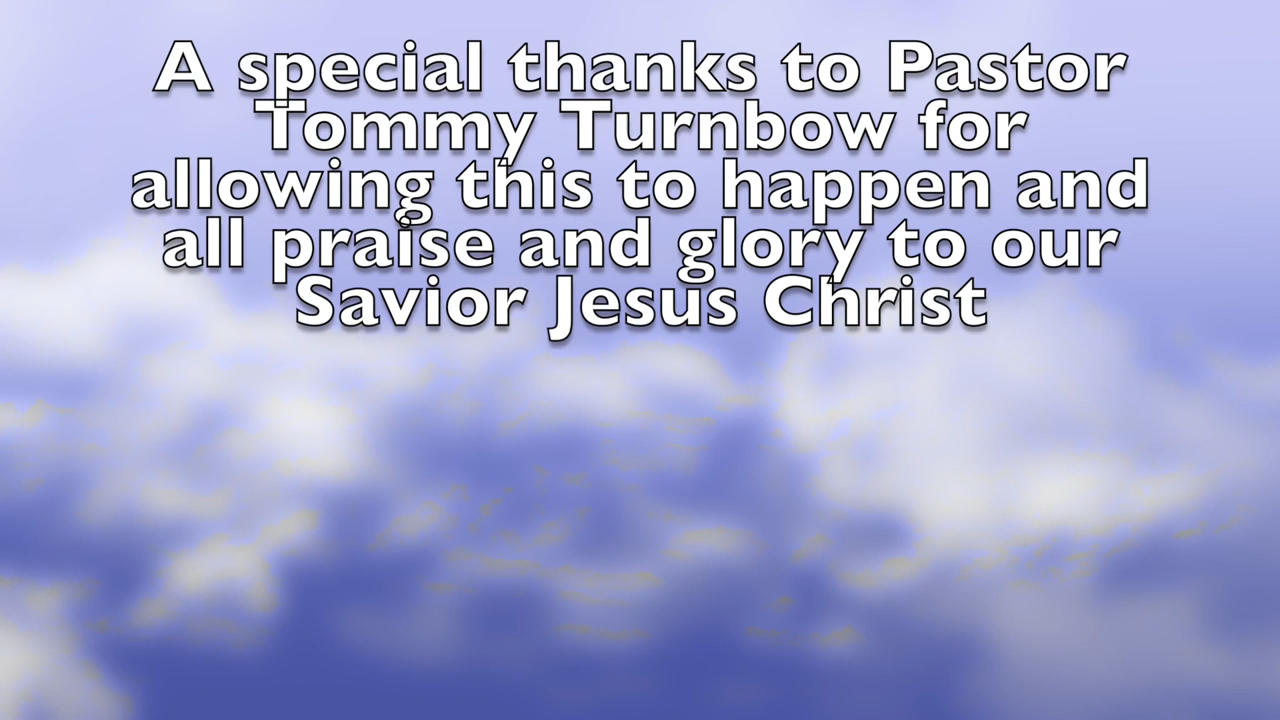 A special thanks to Pastor
Tommy Turnbow for
allowing this to happen and
all praise and glory to our
Savior Jesus Christ